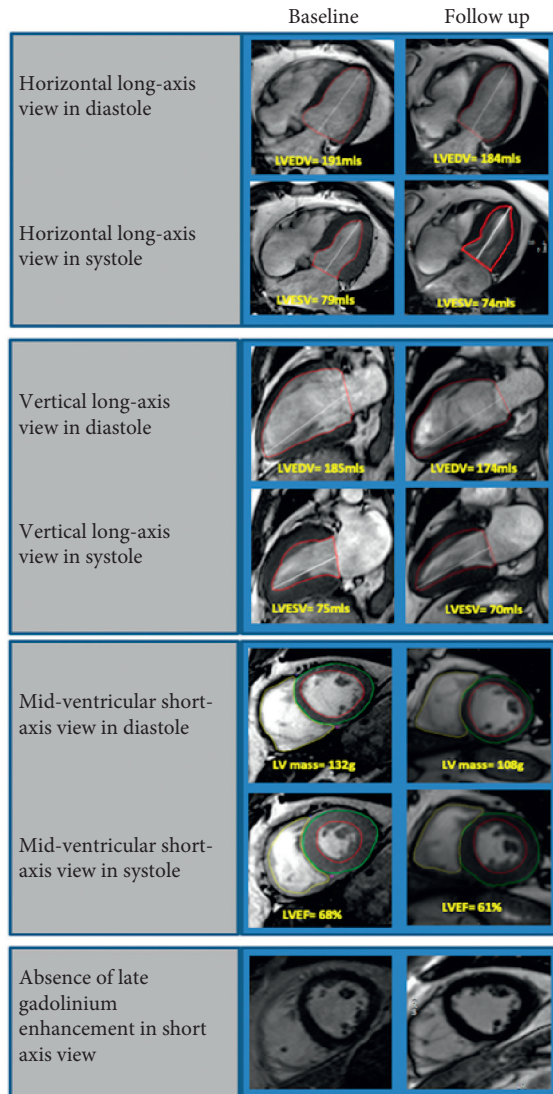 Baseline Follow up
Horizontal long-axis
view in diastole
LVEDV= 191mls
LVEDV= 184mls
Horizontal long-axis
view in systole
LVESV= 79mls
LVESV= 74mls
Vertical long-axis
view in diastole
LVEDV= 185mls
LVEDV= 174mls
Vertical long-axis
view in systole
LVESV= 75mls
LVESV= 70mls
Mid-ventricular short-
axis view in diastole
LV mass= 132g
LV mass= 108g
Mid-ventricular short-
axis view in systole
LVEF= 68%
LVEF= 61%
Absence of late
gadolinium
enhancement in short
axis view